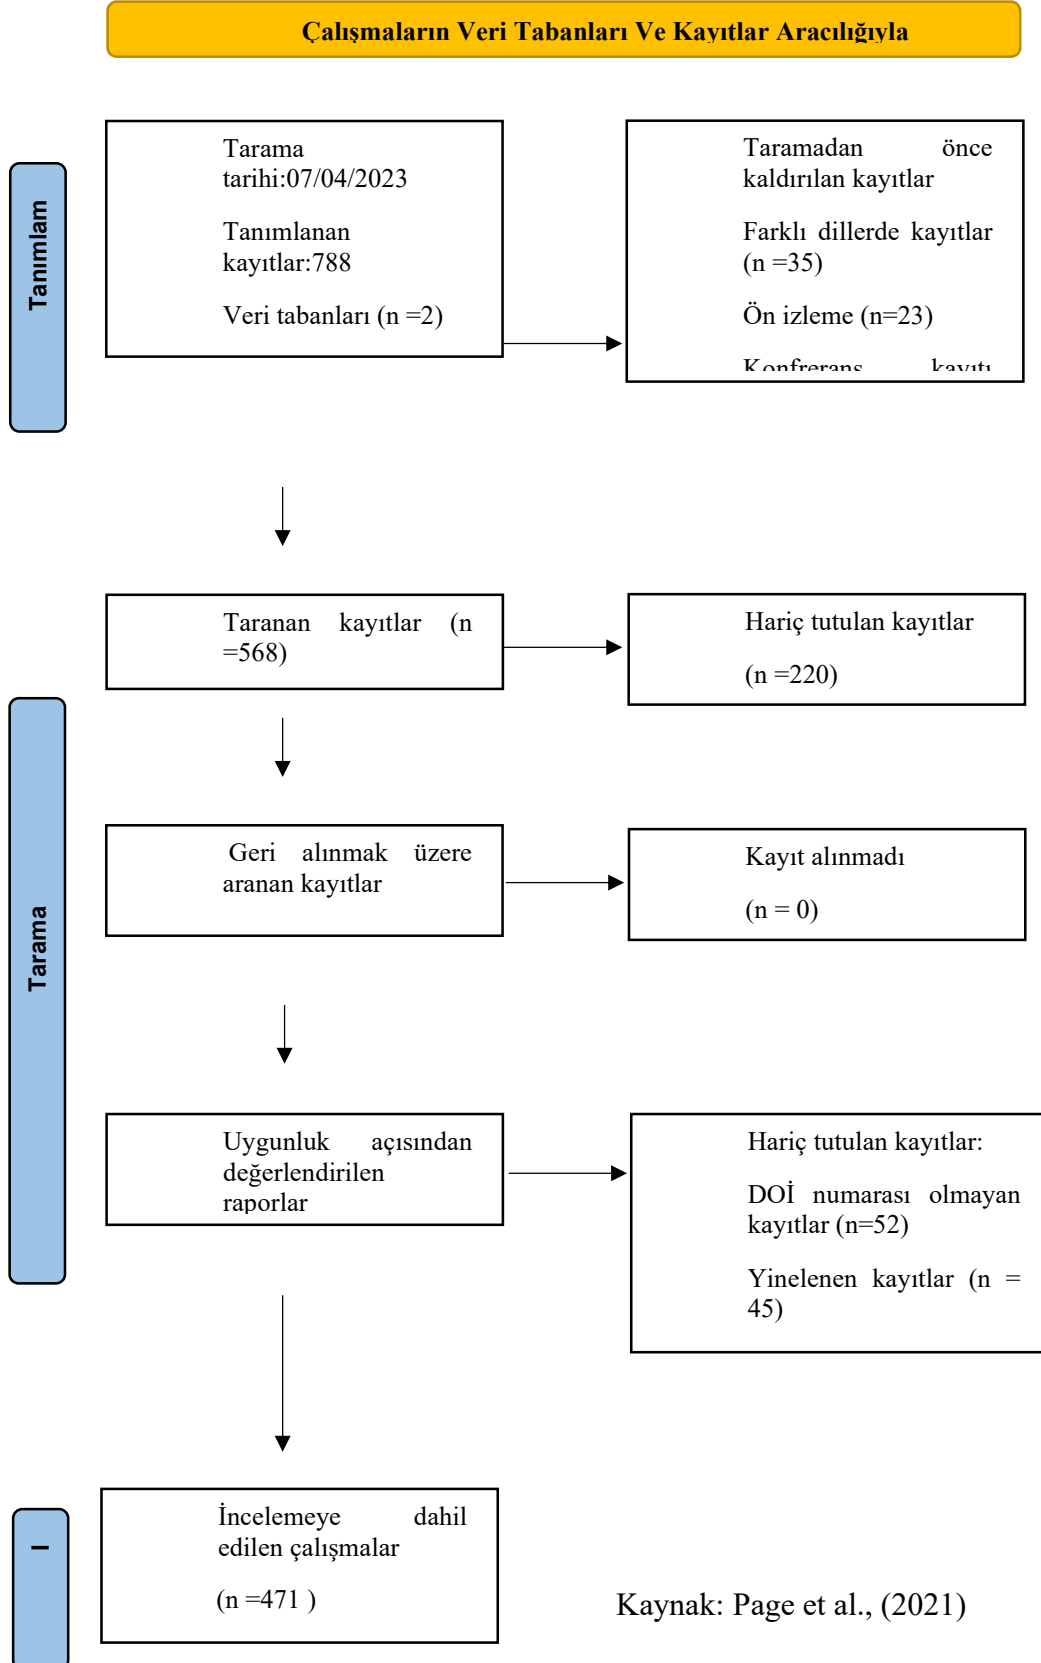 Çalışmaların Veri Tabanları Ve Kayıtlar Aracılığıyla
Tanımlam
Tarama
tarihi:07/04/2023
Tanımlanan
kayıtlar:788
Veri tabanları (n =2)
Taramadan önce
kaldırılan kayıtlar
Farklı dillerde kayıtlar
(n =35)
Ön izleme (n=23)
Konfrerans kayıtı
Tarama
Taranan kayıtlar (n
=568)
Hariç tutulan kayıtlar
(n =220)
Geri alınmak üzere
aranan kayıtlar
Kayıt alınmadı
(n = 0)
Uygunluk açısından
değerlendirilen
raporlar
Hariç tutulan kayıtlar:
DOİ numarası olmayan
kayıtlar (n=52)
Yinelenen kayıtlar (n =
45)
I
İncelemeye dahil
edilen çalışmalar
(n =471 )
Kaynak: Page et al., (2021)